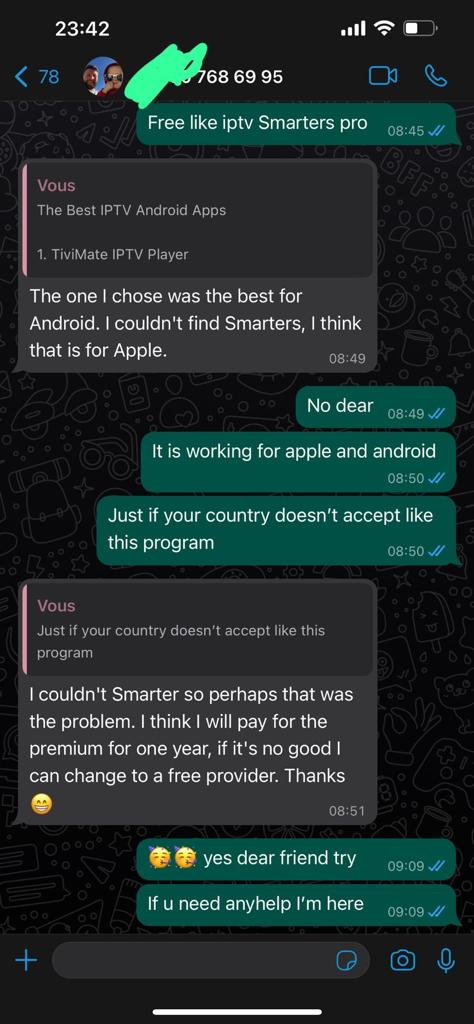 23:42
78
768 69 95
Free like iptv Smarters pro
08:45
Vous
The Best IPTV Android Apps
1. TiviMate IPTV Player
The one I chose was the best for
Android. I couldn't find Smarters, I think
that is for Apple.
08:49
No dear
08:49
It is working for apple and android
08:50
Just if your country doesn’t accept like
this program
08:50
Vous
Just if your country doesn’t accept like this
program
I couldn't Smarter so perhaps that was
the problem. I think I will pay for the
premium for one year, if it's no good I
can change to a free provider. Thanks
😁
08:51
🥳🥳 yes dear friend try
09:09
If u need anyhelp I’m here
09:09